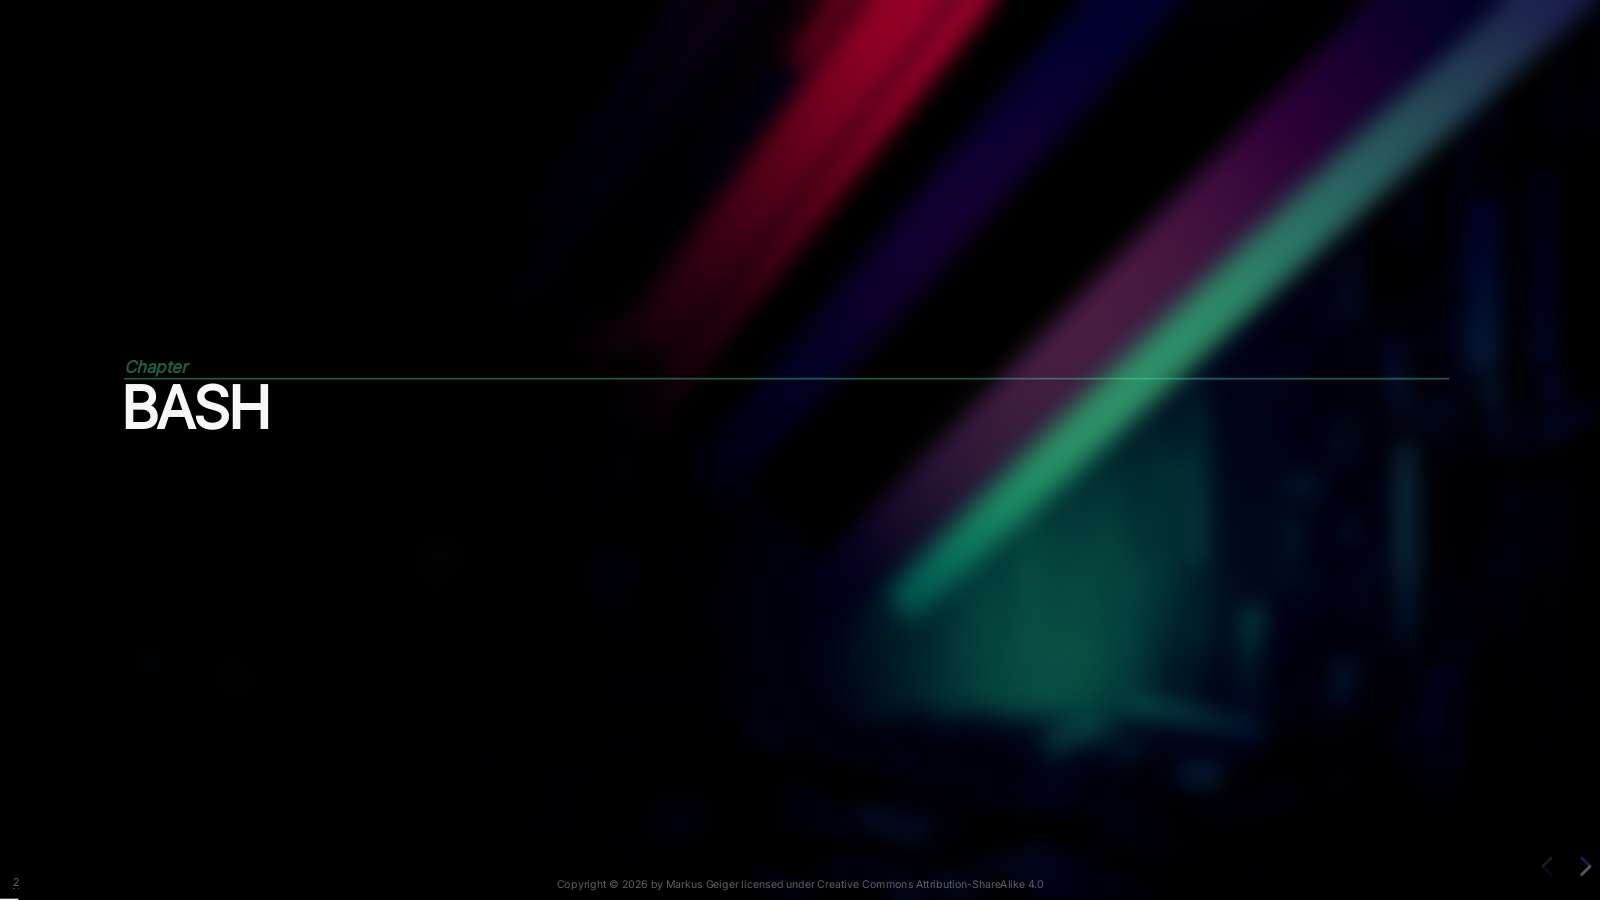 Chapter
BASH
2
Copyright © 2026 by Markus Geiger licensed under Creative Commons Attribution-ShareAlike 4.0